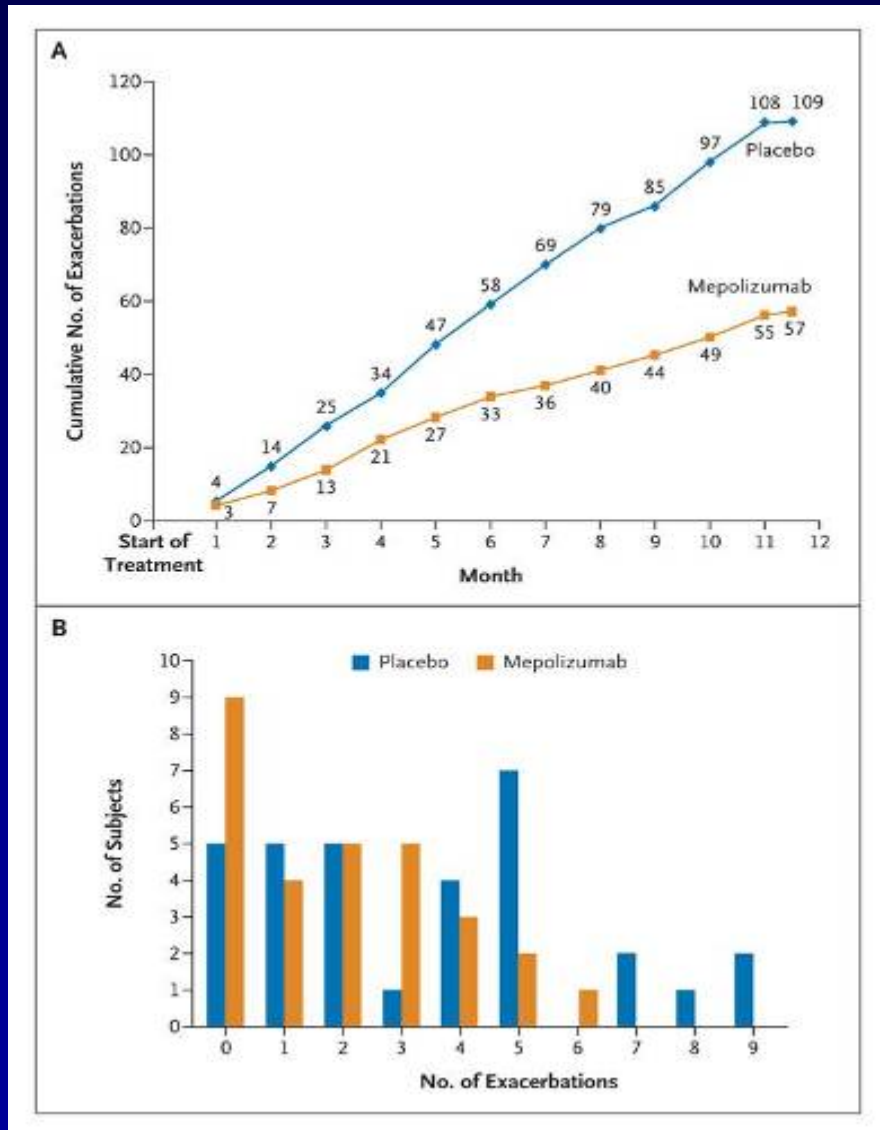 A
120
100
80
60
40
20
0
Cumulative No. of Exacerbations
4 14 25 34 47 58 69 79 85 97 108 109
Placebo
Mepolizumab
3 7 13 21 27 33 36 40 44 49 55 57
Start of Treatment
1 2 3 4 5 6 7 8 9 10 11 12
Month
B
Placebo Mepolizumab
10
9
8
7
6
5
4
3
2
1
0
No. of Subjects
0 1 2 3 4 5 6 7 8 9
No. of Exacerbations